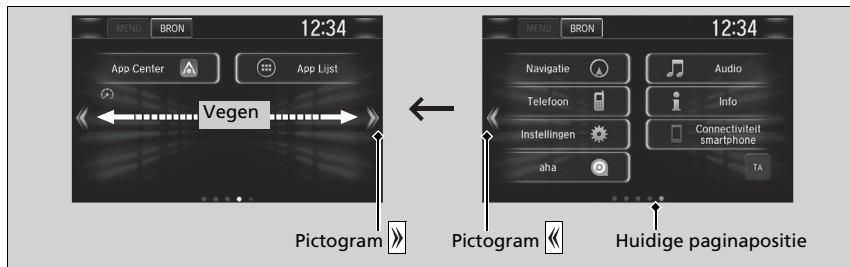 MENU BRON 12:34
App Center App Lijst
Vegen
Pictogram
MENU BRON 12:34
Navigatie Audio
Telefoon Info
Instellingen Connectiviteit
smartphone
aha TA
Pictogram
Huidige paginapositie